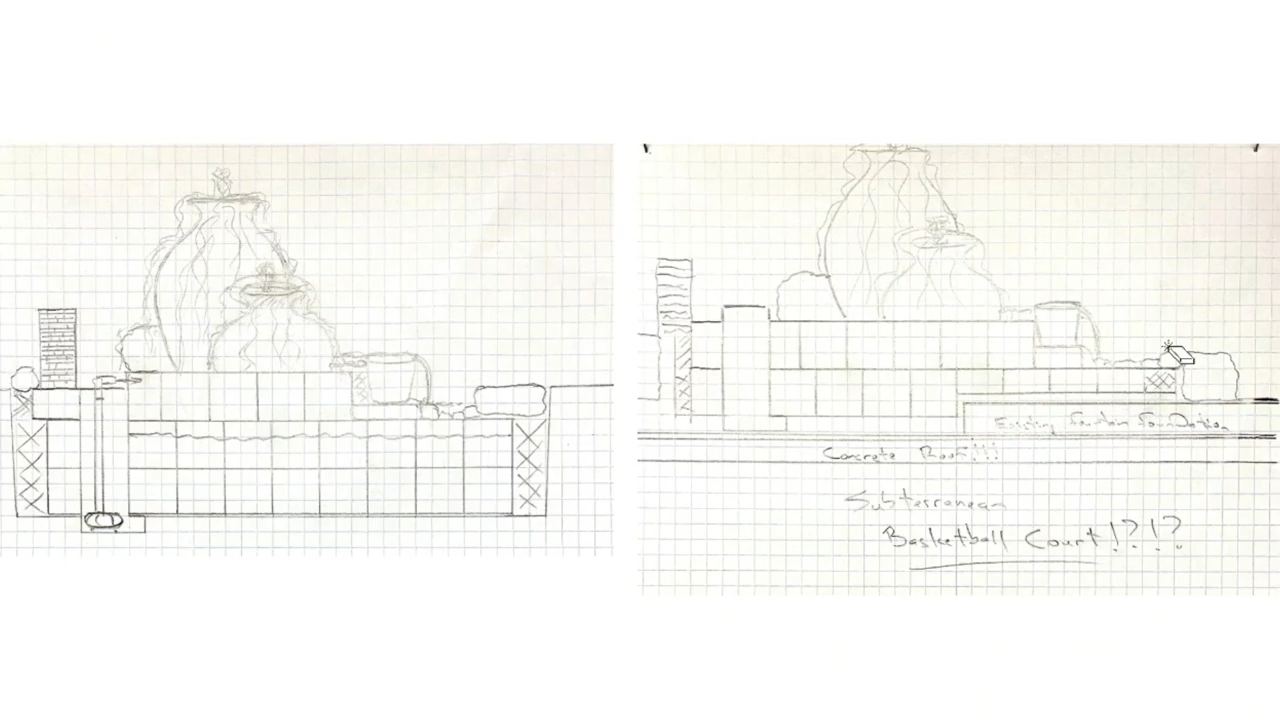 Existing fountain foundation
Concrete Roof!!!
Subterranean
Basketball Court!?!?